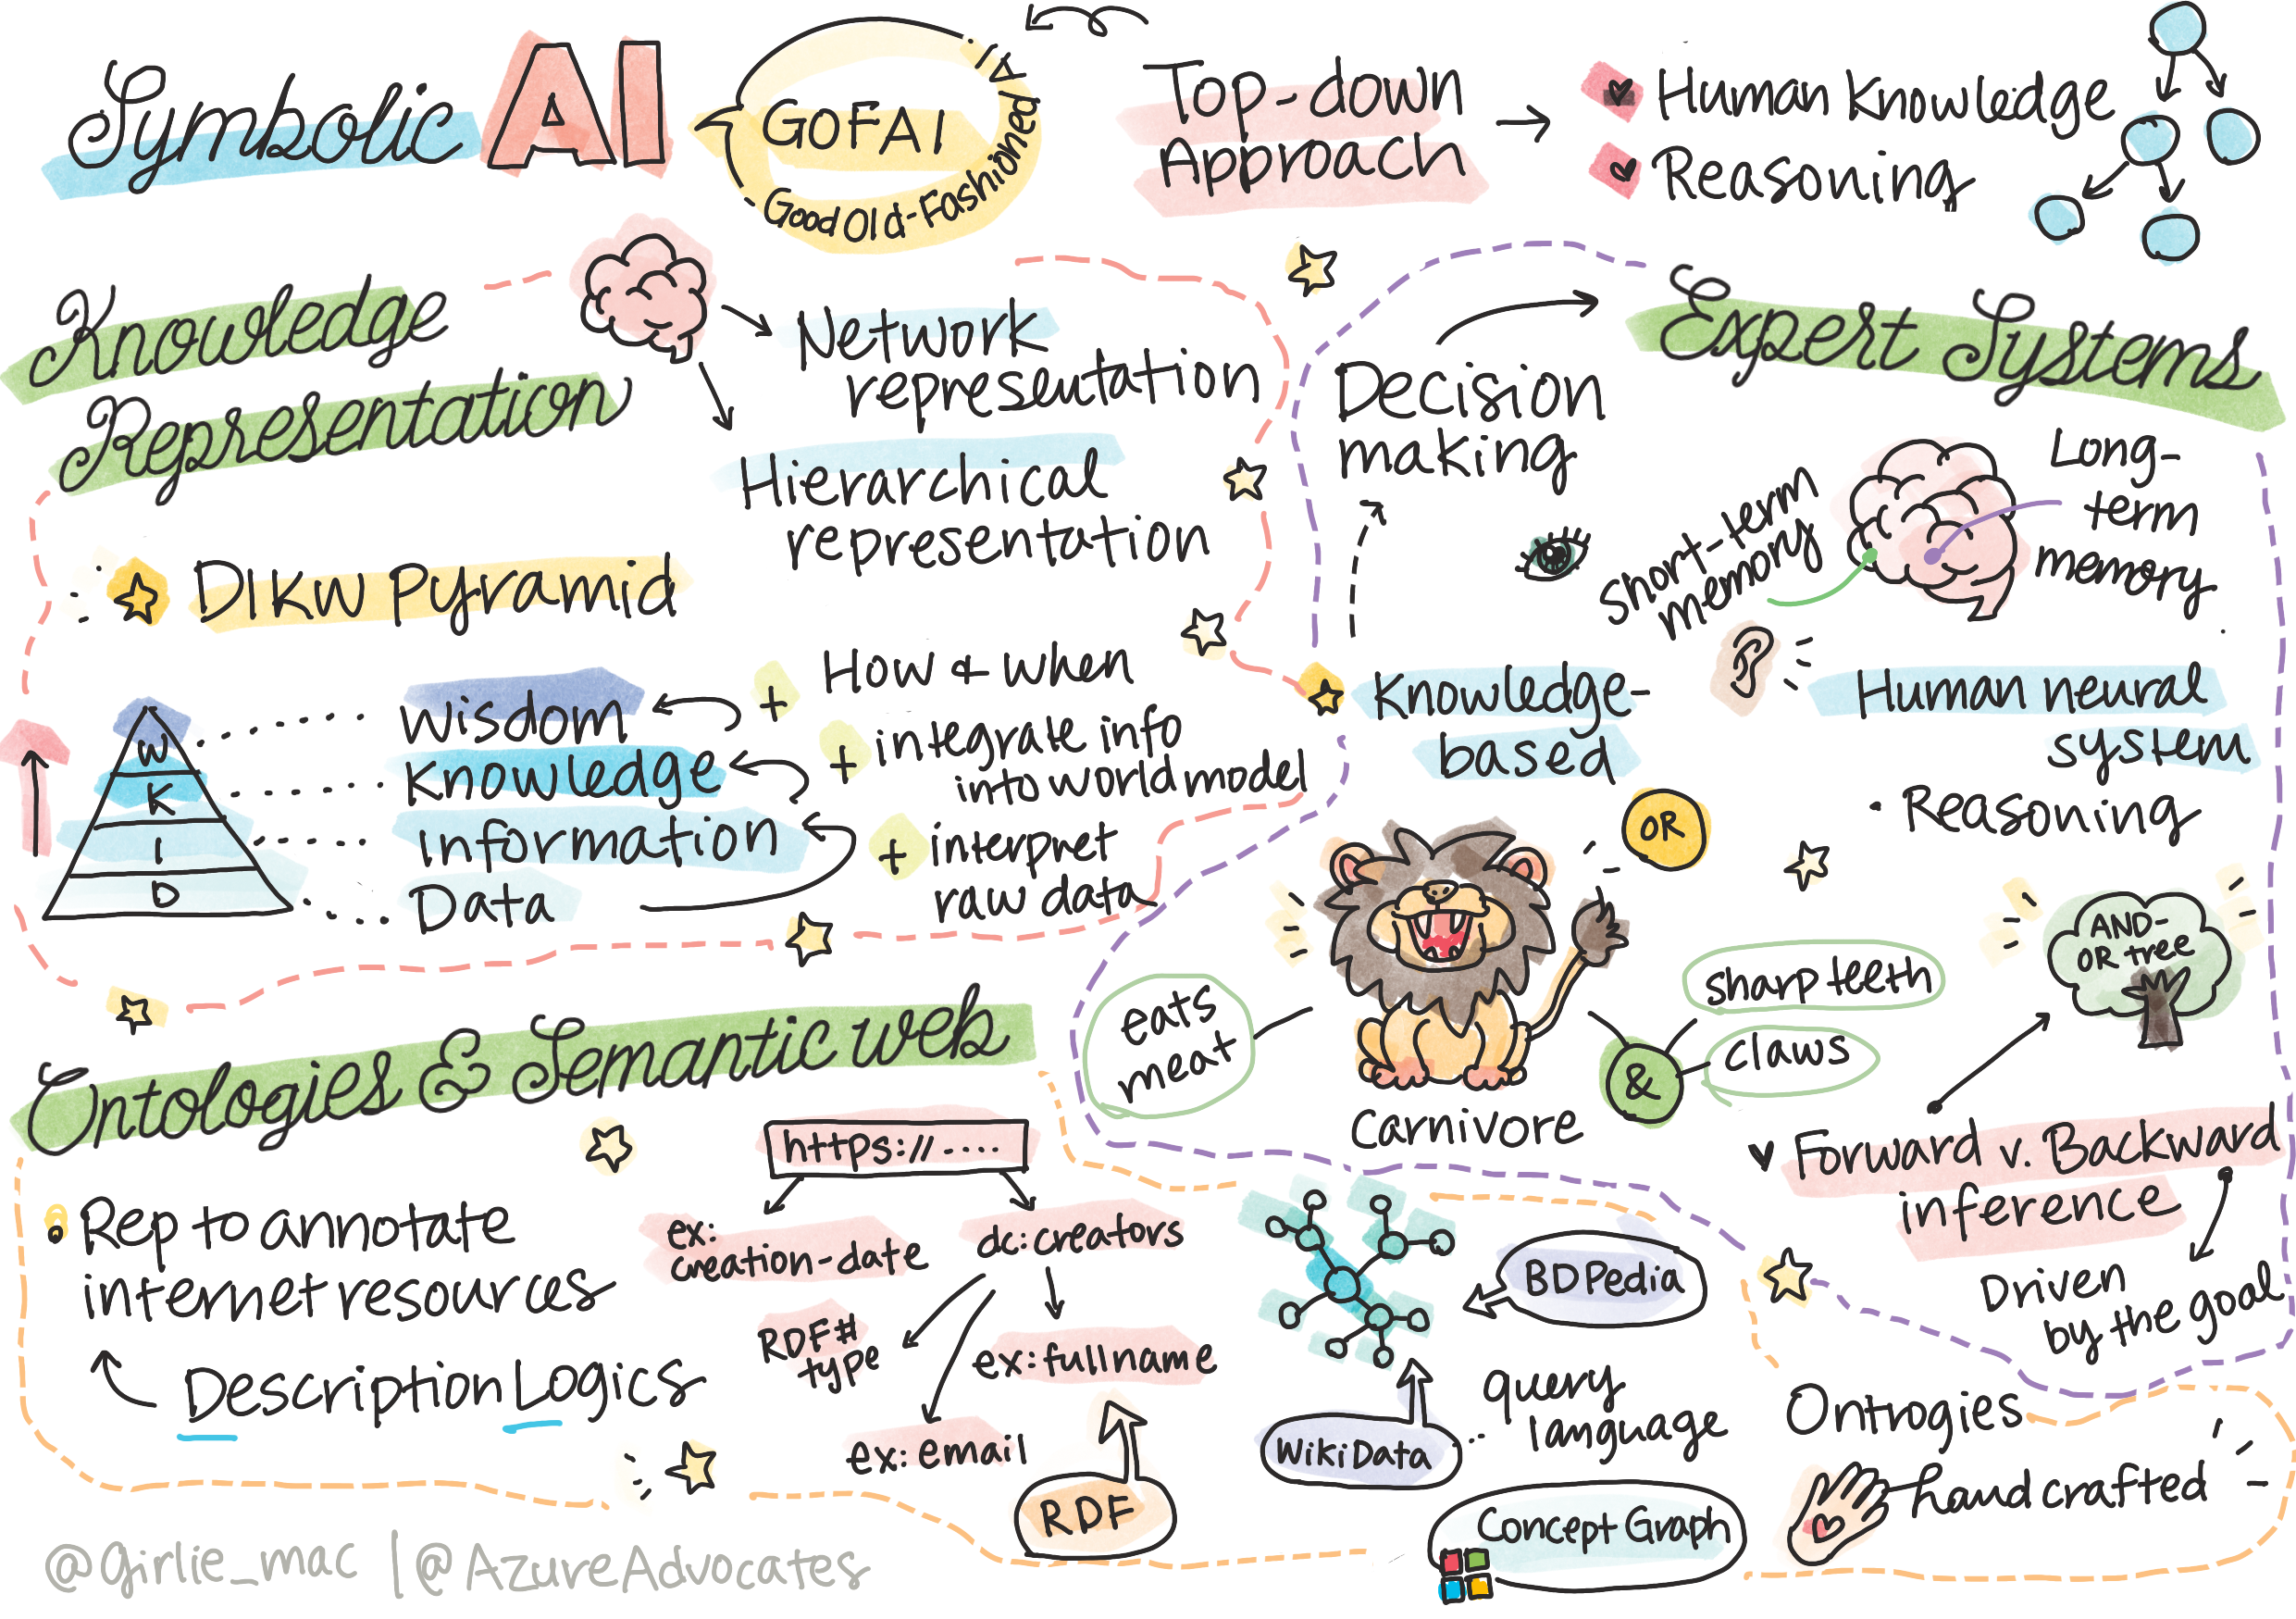 Symbolic AI
GOFAI
Good Old-Fashioned AI
Top-down
Approach
Human Knowledge
Reasoning
Knowledge
Representation
Network
representation
Hierarchical
representation
DIKW Pyramid
W
K
I
D
Wisdom
Knowledge
Information
Data
+ How & when
+ integrate info
into world model
+ interpret
raw data
Expert Systems
Decision
making
short-term
memory
Long-
term
memory
Knowledge-
based
Human neural
system
• Reasoning
OR
eats
meat
Carnivore
&
sharp teeth
claws
AND-
OR tree
Forward v. Backward
inference
Driven
by the goal
Ontologies & Semantic web
Rep to annotate
internet resources
Description Logics
https://....
ex:
creation-date
dc:creators
RDF#
type
ex:fullname
ex:email
RDF
BDPedia
WikiData
query
language
Concept Graph
Ontrogies
handcrafted
@girlie_mac | @AzureAdvocates